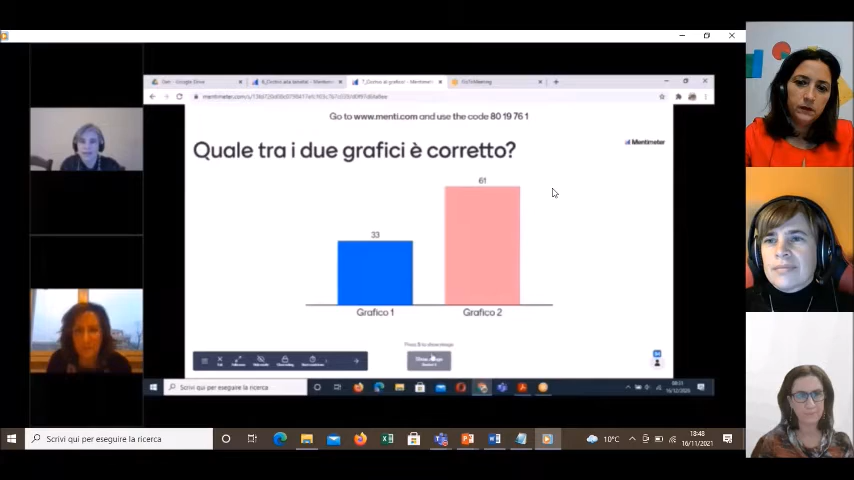 Go to www.menti.com and use the code 80 19 76 1
Quale tra i due grafici è corretto?
Mentimeter
33
61
Grafico 1
Grafico 2
Scrivi qui per eseguire la ricerca
Scrivi qui per eseguire la ricerca
10°C
18:48
16/11/2021